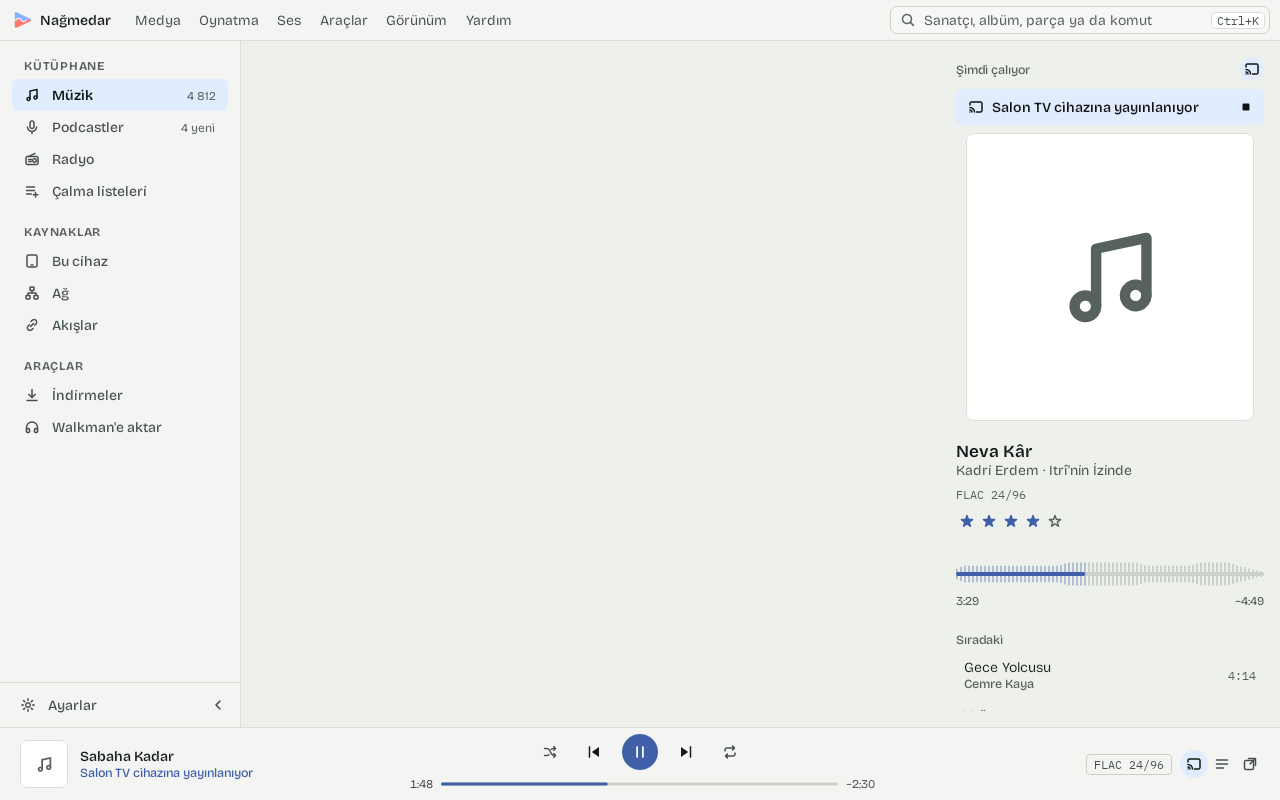 Nağmedar
Medya Oynatma Ses Araçlar Görünüm Yardım
Sanatçı, albüm, parça ya da komut Ctrl+K
KÜTÜPHANE
Müzik 4 812
Podcastler 4 yeni
Radyo
Çalma listeleri
KAYNAKLAR
Bu cihaz
Ağ
Akışlar
ARAÇLAR
İndirmeler
Walkman'e aktar
Ayarlar
Şimdi çalıyor
Salon TV cihazına yayınlanıyor
Neva Kâr
Kadri Erdem · Itrî'nin İzinde
FLAC 24/96
3:29 −4:49
Sıradaki
Gece Yolcusu
Cemre Kaya
4:14
Sabaha Kadar
Salon TV cihazına yayınlanıyor
1:48 −2:30
FLAC 24/96